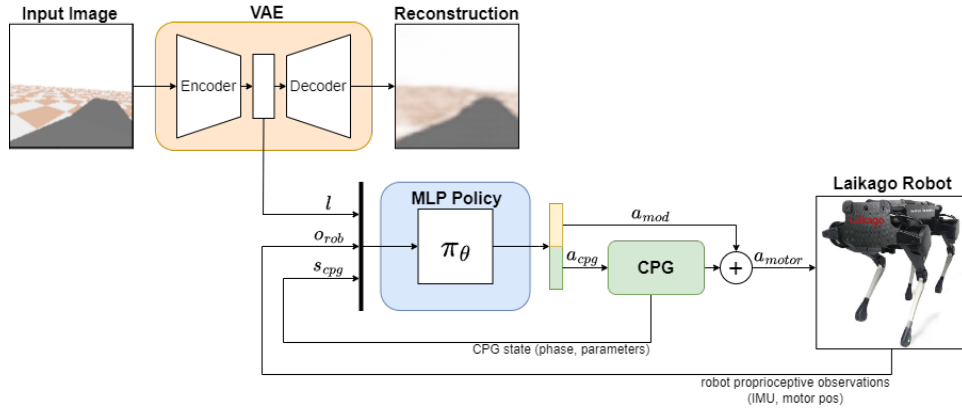 Input Image
VAE
Reconstruction
Encoder
Decoder
MLP Policy
Laikago Robot
l
a_mod
Laikago
o_rob
π_θ
a_cpg
CPG
+
a_motor
s_cpg
CPG state (phase, parameters)
robot proprioceptive observations
(IMU, motor pos)